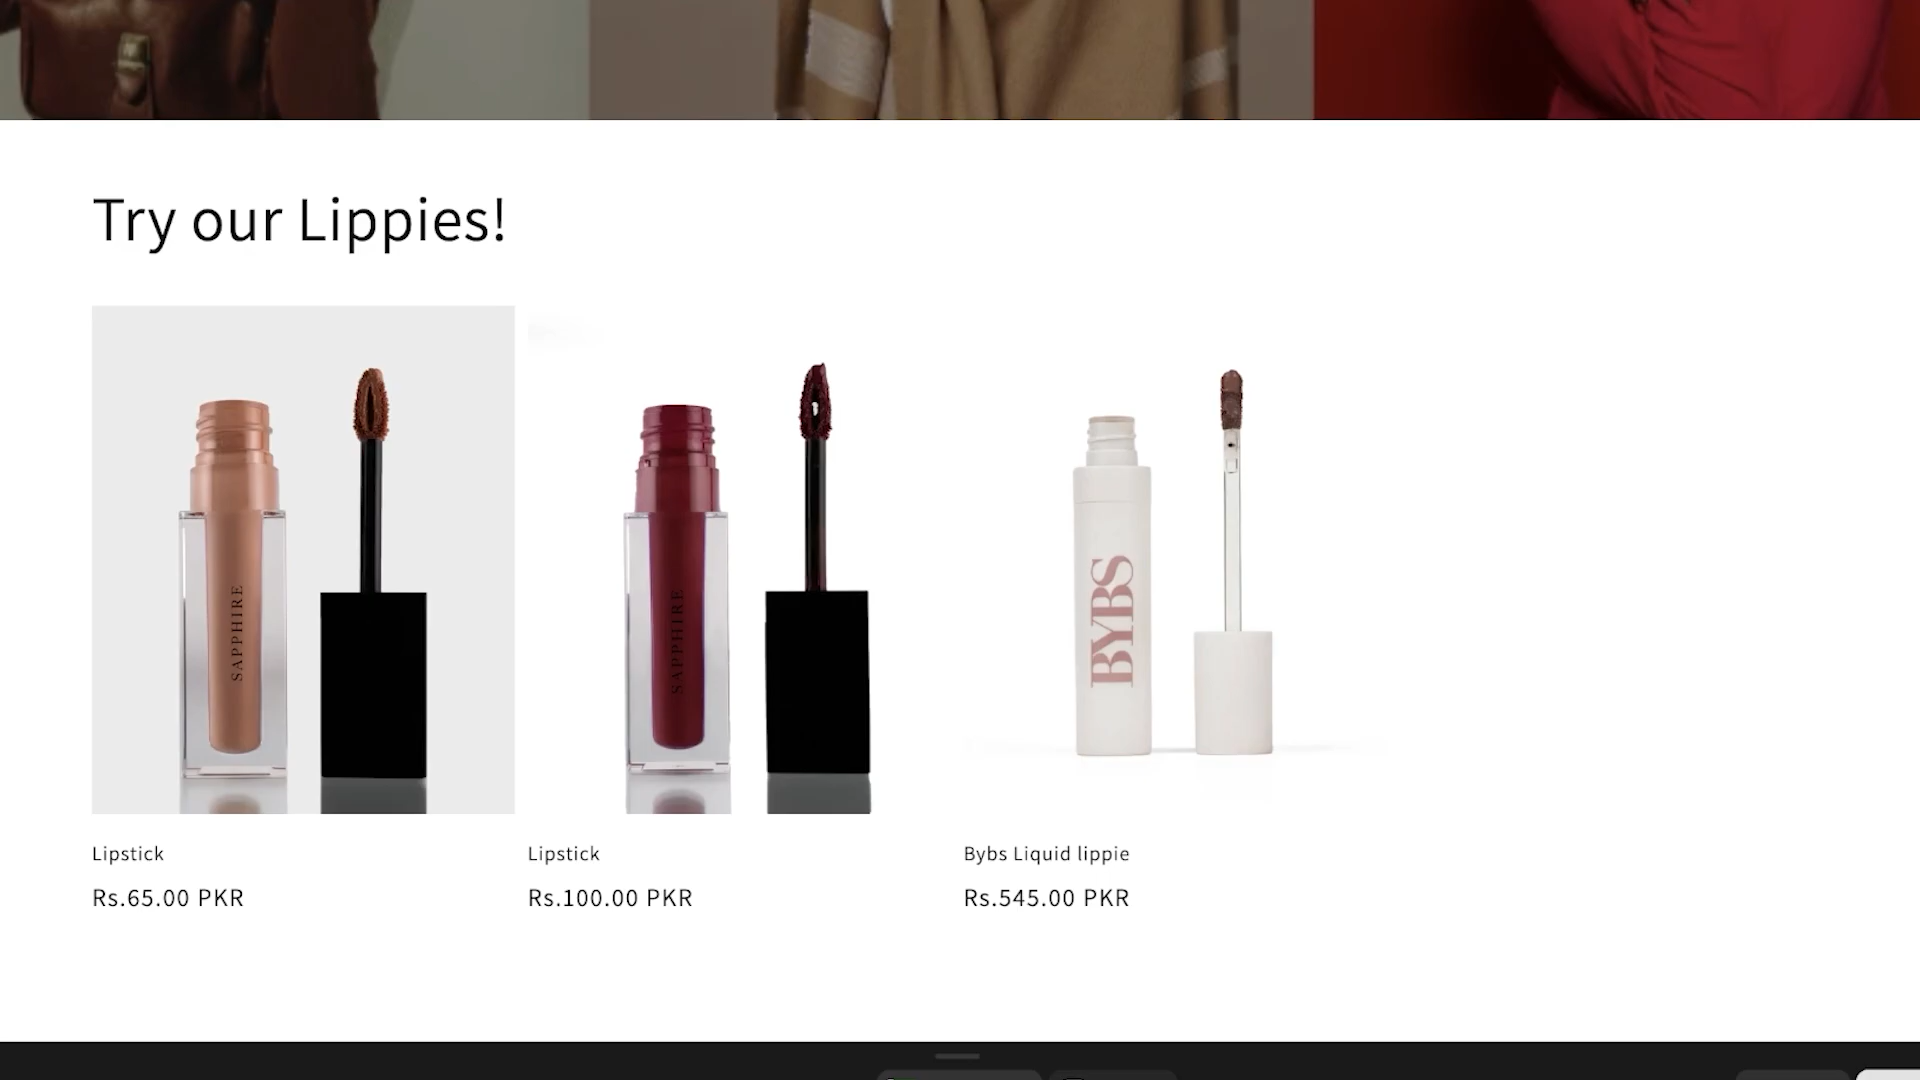 Try our Lippies!
SAPPHIRE
SAPPHIRE
BYBS
Lipstick
Rs.65.00 PKR
Lipstick
Rs.100.00 PKR
Bybs Liquid lippie
Rs.545.00 PKR